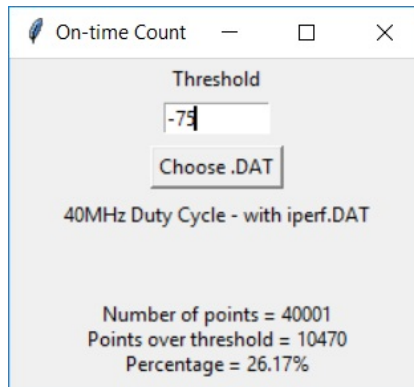 On-time Count
Threshold
-75
Choose .DAT
40MHz Duty Cycle - with iperf.DAT
Number of points = 40001
Points over threshold = 10470
Percentage = 26.17%